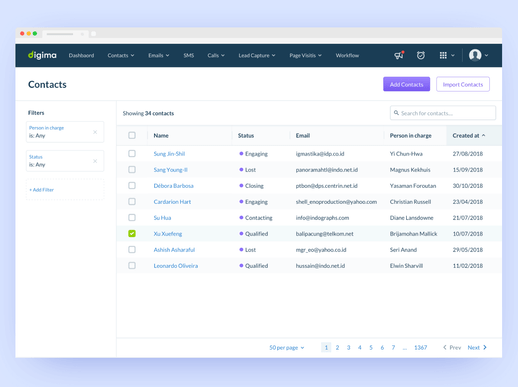 digima Dashboard Contacts Emails SMS Calls Lead Capture Page Visitis Workflow
Contacts Add Contacts Import Contacts
Filters
Person in charge
is: Any
Status
is: Any
+ Add Filter
Showing 34 contacts Search for contacts...
Name Status Email Person in charge Created at
Sung Jin-Shil Engaging igmastika@idp.co.id Yi Chun-Hwa 27/08/2018
Sang Young-Il Lost panoramahtl@indo.net.id Magnus Kekhuis 15/09/2018
Débora Barbosa Closing ptbon@dps.centrin.net.id Yasaman Foroutan 30/10/2018
Cardarion Hart Engaging shell_enoproduction@yahoo.com Christian Russell 23/04/2018
Su Hua Contacting info@indographs.com Diane Lansdowne 21/07/2018
Xu Xuefeng Qualified balipacung@telkom.net Brijamohan Mallick 10/07/2018
Ashish Asharaful Lost mgr_eo@yahoo.co.id Seri Anand 29/05/2018
Leonardo Oliveira Qualified hussain@indo.net.id Elwin Sharvill 11/02/2018
50 per page 1 2 3 4 5 6 7 ... 1367 Prev Next